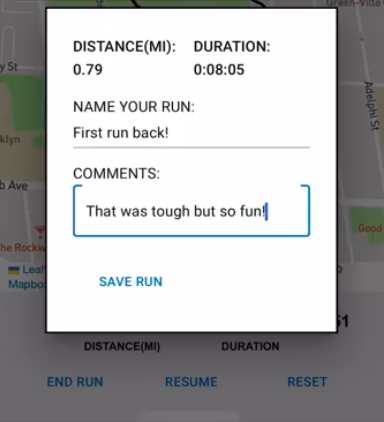 Green-Ville
y St
Adelphi St
klyn
b Ave
he Rockw
Good
Leaf
Mapbo
DISTANCE(MI): DURATION:
0.79 0:08:05
NAME YOUR RUN:
First run back!
COMMENTS:
That was tough but so fun!
SAVE RUN
51
DISTANCE(MI) DURATION
END RUN RESUME RESET